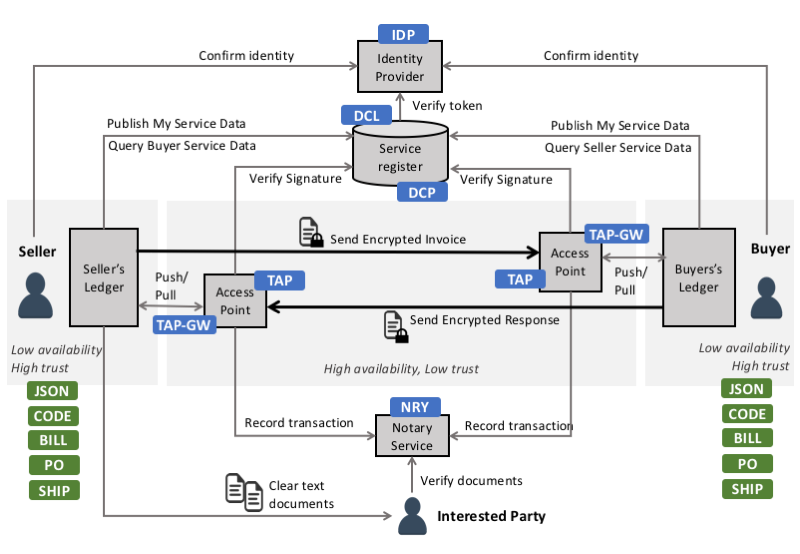 IDP
Identity
Provider
Confirm identity
Confirm identity
Verify token
DCL
Service
register
DCP
Publish My Service Data
Query Buyer Service Data
Publish My Service Data
Query Seller Service Data
Verify Signature
Verify Signature
Seller
Seller's
Ledger
Send Encrypted Invoice
Access
Point
TAP-GW
TAP
Push/
Pull
Buyers's
Ledger
Buyer
Push/
Pull
Access
Point
TAP
TAP-GW
Send Encrypted Response
Low availability
High trust
High availability, Low trust
Low availability
High trust
JSON
CODE
BILL
PO
SHIP
JSON
CODE
BILL
PO
SHIP
NRY
Notary
Service
Record transaction
Record transaction
Verify documents
Clear text
documents
Interested Party